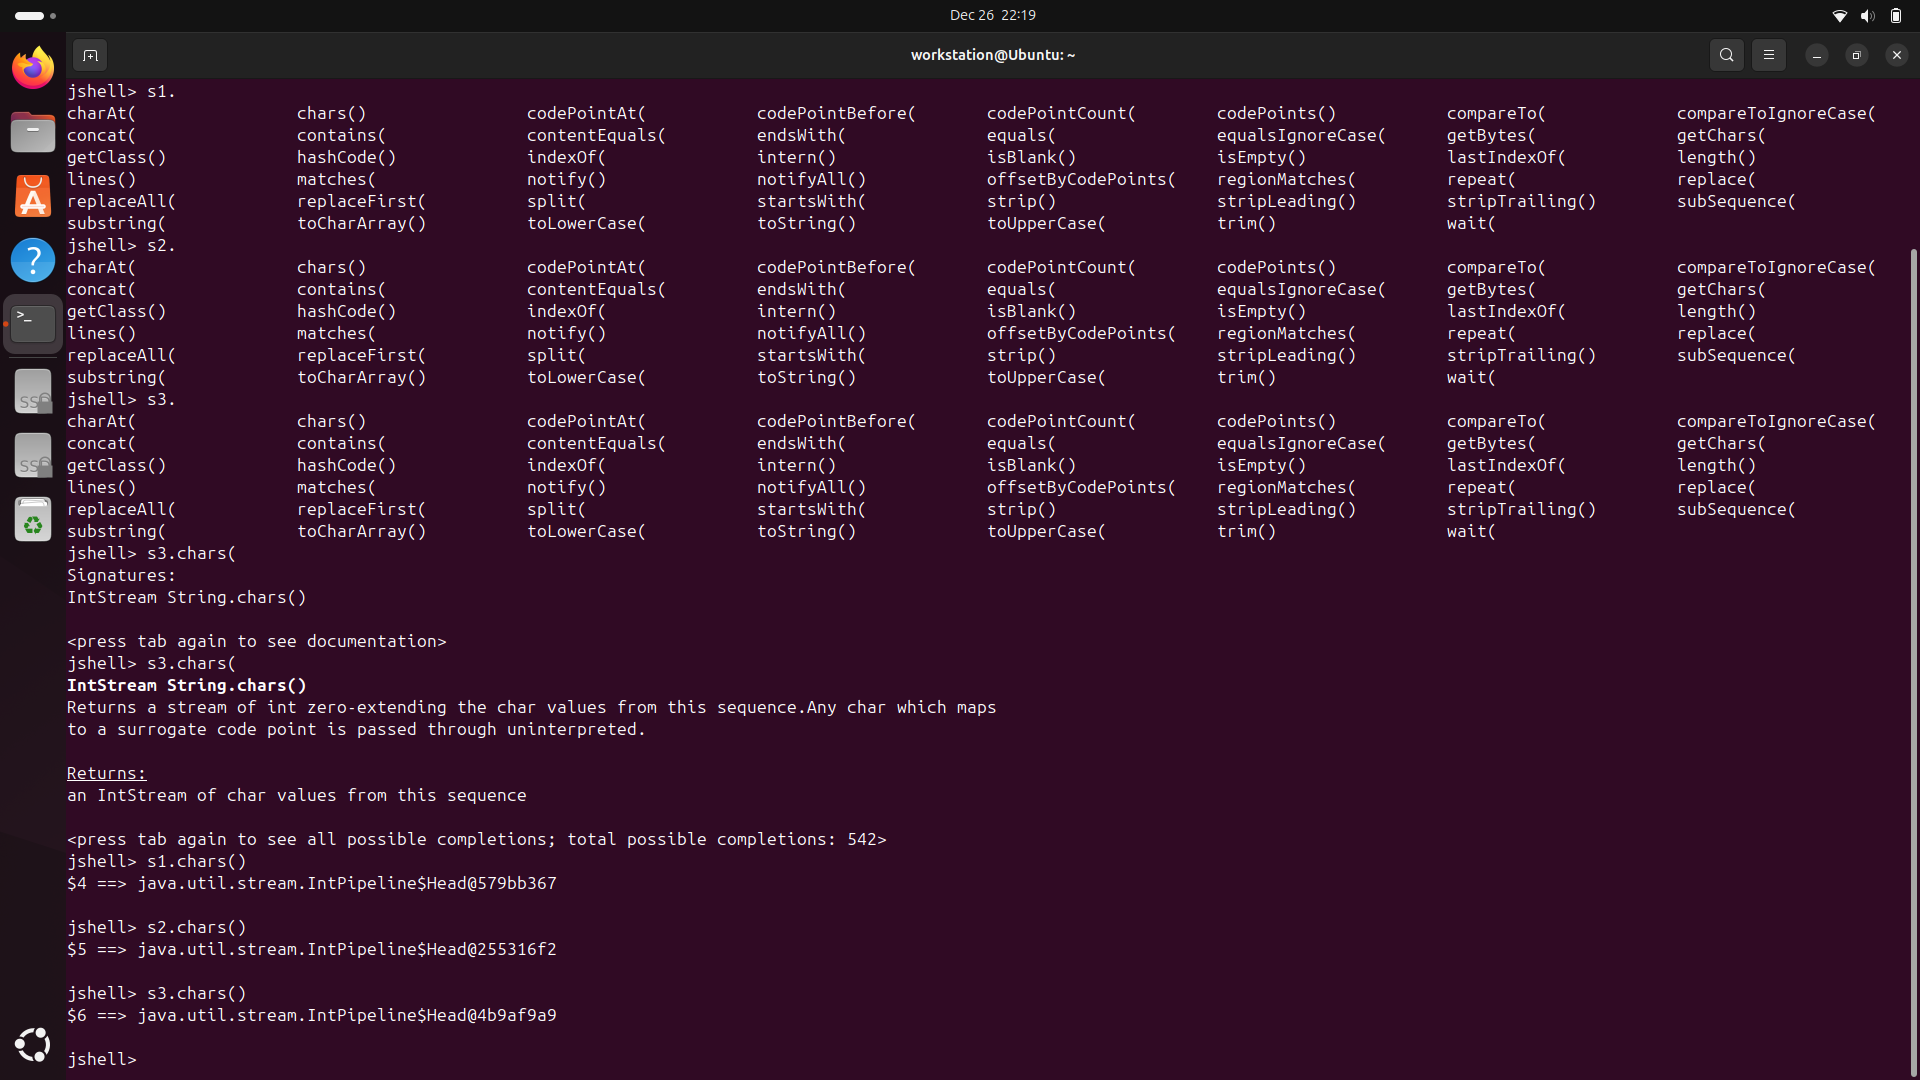 Dec 26 22:19
workstation@Ubuntu: ~
jshell> s1.
charAt( chars() codePointAt( codePointBefore( codePointCount( codePoints() compareTo( compareToIgnoreCase(
concat( contains( contentEquals( endsWith( equals( equalsIgnoreCase( getBytes( getChars(
getClass() hashCode() indexOf( intern() isBlank() isEmpty() lastIndexOf( length()
lines() matches( notify() notifyAll() offsetByCodePoints( regionMatches( repeat( replace(
replaceAll( replaceFirst( split( startsWith( strip() stripLeading() stripTrailing() subSequence(
substring( toCharArray() toLowerCase( toString() toUpperCase( trim() wait(
jshell> s2.
charAt( chars() codePointAt( codePointBefore( codePointCount( codePoints() compareTo( compareToIgnoreCase(
concat( contains( contentEquals( endsWith( equals( equalsIgnoreCase( getBytes( getChars(
getClass() hashCode() indexOf( intern() isBlank() isEmpty() lastIndexOf( length()
lines() matches( notify() notifyAll() offsetByCodePoints( regionMatches( repeat( replace(
replaceAll( replaceFirst( split( startsWith( strip() stripLeading() stripTrailing() subSequence(
substring( toCharArray() toLowerCase( toString() toUpperCase( trim() wait(
jshell> s3.
charAt( chars() codePointAt( codePointBefore( codePointCount( codePoints() compareTo( compareToIgnoreCase(
concat( contains( contentEquals( endsWith( equals( equalsIgnoreCase( getBytes( getChars(
getClass() hashCode() indexOf( intern() isBlank() isEmpty() lastIndexOf( length()
lines() matches( notify() notifyAll() offsetByCodePoints( regionMatches( repeat( replace(
replaceAll( replaceFirst( split( startsWith( strip() stripLeading() stripTrailing() subSequence(
substring( toCharArray() toLowerCase( toString() toUpperCase( trim() wait(
jshell> s3.chars(
Signatures:
IntStream String.chars()
<press tab again to see documentation>
jshell> s3.chars(
IntStream String.chars()
Returns a stream of int zero-extending the char values from this sequence.Any char which maps
to a surrogate code point is passed through uninterpreted.
Returns:
an IntStream of char values from this sequence
<press tab again to see all possible completions; total possible completions: 542>
jshell> s1.chars()
$4 ==> java.util.stream.IntPipeline$Head@579bb367
jshell> s2.chars()
$5 ==> java.util.stream.IntPipeline$Head@255316f2
jshell> s3.chars()
$6 ==> java.util.stream.IntPipeline$Head@4b9af9a9
jshell>